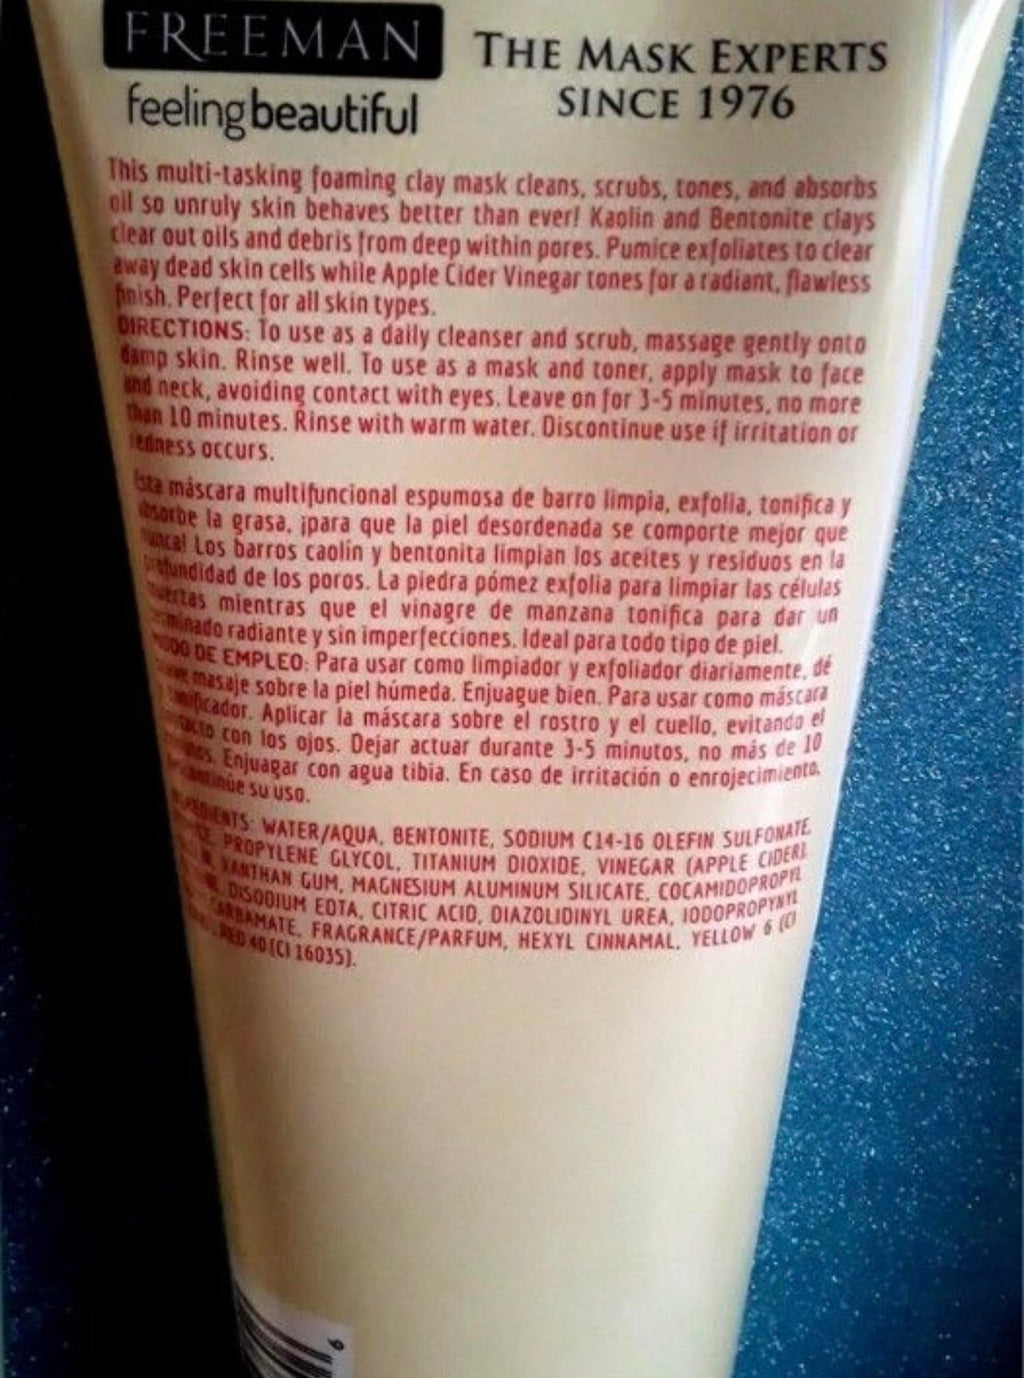 FREEMAN
feelingbeautiful
THE MASK EXPERTS
SINCE 1976
This multi-tasking foaming clay mask cleans, scrubs, tones, and absorbs
oil so unruly skin behaves better than ever! Kaolin and Bentonite clays
clear out oils and debris from deep within pores. Pumice exfoliates to clear
away dead skin cells while Apple Cider Vinegar tones for a radiant, flawless
finish. Perfect for all skin types.
DIRECTIONS: To use as a daily cleanser and scrub, massage gently onto
damp skin. Rinse well. To use as a mask and toner, apply mask to face
and neck, avoiding contact with eyes. Leave on for 3-5 minutes, no more
than 10 minutes. Rinse with warm water. Discontinue use if irritation or
redness occurs.
Esta máscara multifuncional espumosa de barro limpia, exfolia, tonifica y
absorbe la grasa, ¡para que la piel desordenada se comporte mejor que
nunca! Los barros caolín y bentonita limpian los aceites y residuos en la
profundidad de los poros. La piedra pómez exfolia para limpiar las células
muertas mientras que el vinagre de manzana tonifica para dar un
terminado radiante y sin imperfecciones. Ideal para todo tipo de piel.
MODO DE EMPLEO: Para usar como limpiador y exfoliador diariamente, dé
masaje sobre la piel húmeda. Enjuague bien. Para usar como máscara
y tonificador. Aplicar la máscara sobre el rostro y el cuello, evitando el
contacto con los ojos. Dejar actuar durante 3-5 minutos, no más de 10
Enjuagar con agua tibia. En caso de irritación o enrojecimiento,
su uso.
INGREDIENTS: WATER/AQUA, BENTONITE, SODIUM C14-16 OLEFIN SULFONATE,
PROPYLENE GLYCOL, TITANIUM DIOXIDE, VINEGAR (APPLE CIDER),
XANTHAN GUM, MAGNESIUM ALUMINUM SILICATE, COCAMIDOPROPYL
DISODIUM EDTA, CITRIC ACID, DIAZOLIDINYL UREA, IODOPROPYNYL
FRAGRANCE/PARFUM, HEXYL CINNAMAL, YELLOW 6 (CI
RED 40 (CI 16035).
9